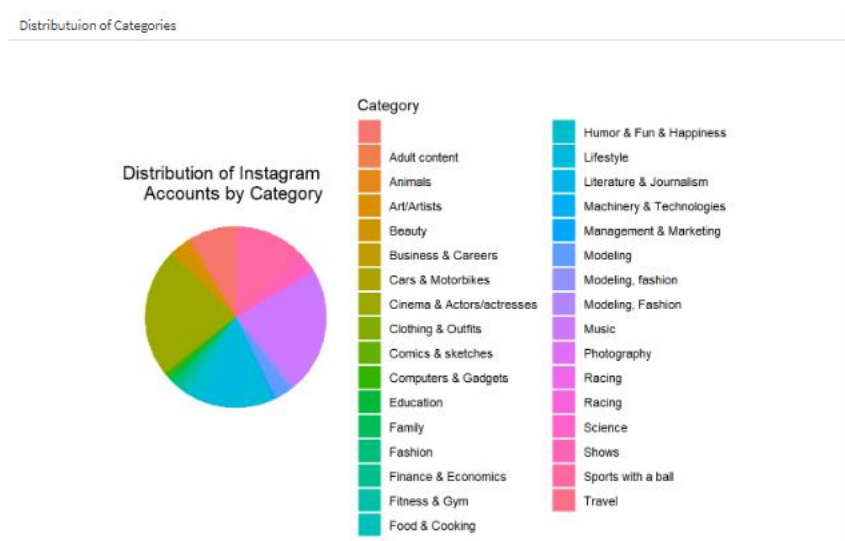 Distributuion of Categories
Category
Distribution of Instagram
Accounts by Category
Adult content
Animals
Art/Artists
Beauty
Business & Careers
Cars & Motorbikes
Cinema & Actors/actresses
Clothing & Outfits
Comics & sketches
Computers & Gadgets
Education
Family
Fashion
Finance & Economics
Fitness & Gym
Food & Cooking
Humor & Fun & Happiness
Lifestyle
Literature & Journalism
Machinery & Technologies
Management & Marketing
Modeling
Modeling, fashion
Modeling, Fashion
Music
Photography
Racing
Racing
Science
Shows
Sports with a ball
Travel